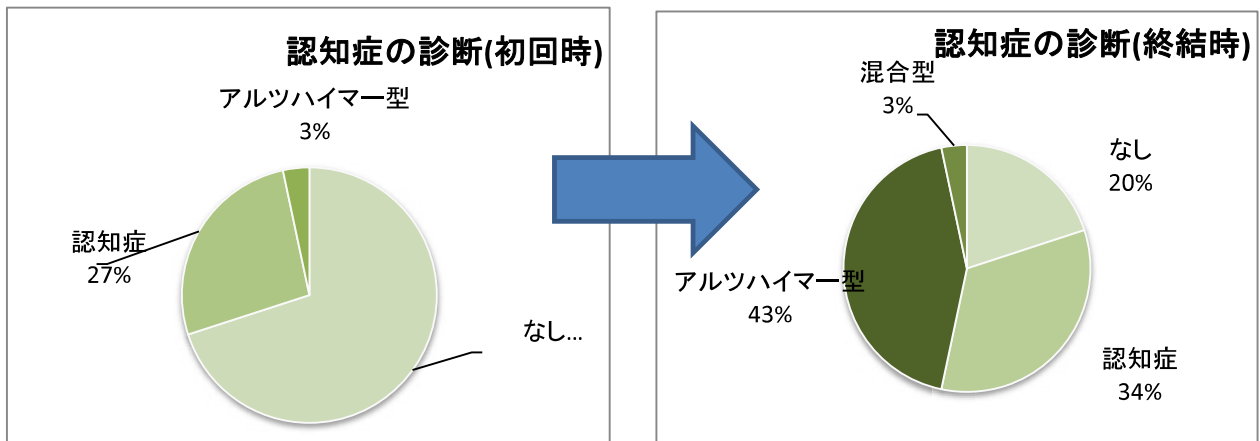 認知症の診断(初回時)
アルツハイマー型
3%
認知症
27%
なし...
認知症の診断(終結時)
混合型
3%
なし
20%
アルツハイマー型
43%
認知症
34%